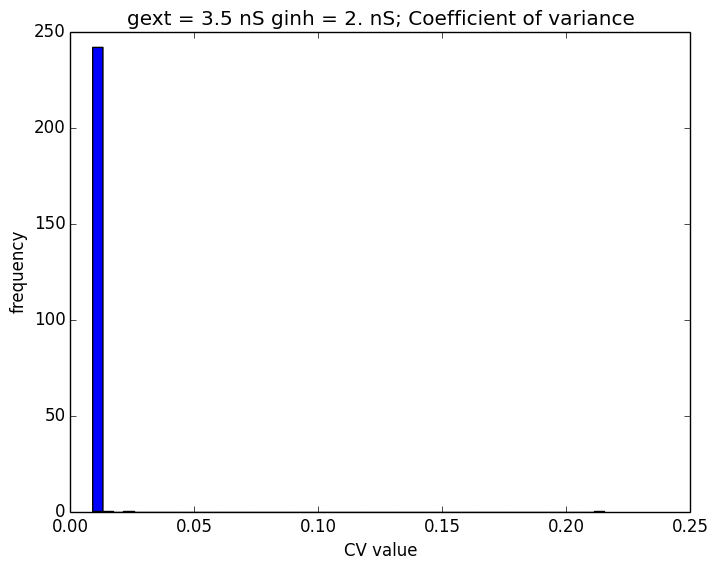 gext = 3.5 nS ginh = 2. nS; Coefficient of variance
250
200
150
100
50
0
frequency
0.00 0.05 0.10 0.15 0.20 0.25
CV value